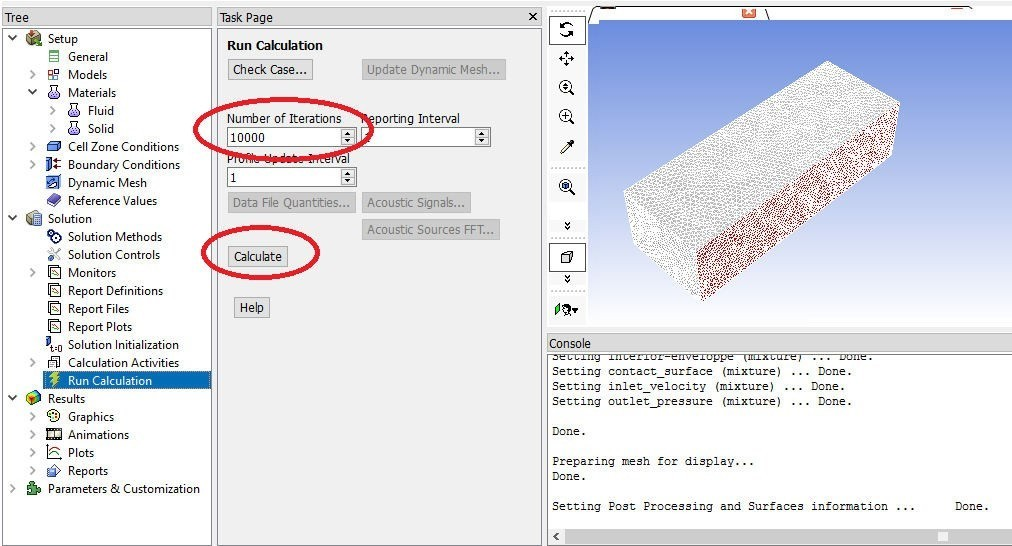 Tree
Setup
General
Models
Materials
Fluid
Solid
Cell Zone Conditions
Boundary Conditions
Dynamic Mesh
Reference Values
Solution
Solution Methods
Solution Controls
Monitors
Report Definitions
Report Files
Report Plots
Solution Initialization
Calculation Activities
Run Calculation
Results
Graphics
Animations
Plots
Reports
Parameters & Customization
Task Page
Run Calculation
Check Case... Update Dynamic Mesh...
Number of Iterations Reporting Interval
10000
Profile Update Interval
1
Data File Quantities... Acoustic Signals...
Acoustic Sources FFT...
Calculate
Help
Console
Setting interior-enveloppe (mixture) ... Done.
Setting contact_surface (mixture) ... Done.
Setting inlet_velocity (mixture) ... Done.
Setting outlet_pressure (mixture) ... Done.
Done.
Preparing mesh for display...
Done.
Setting Post Processing and Surfaces information ... Done.